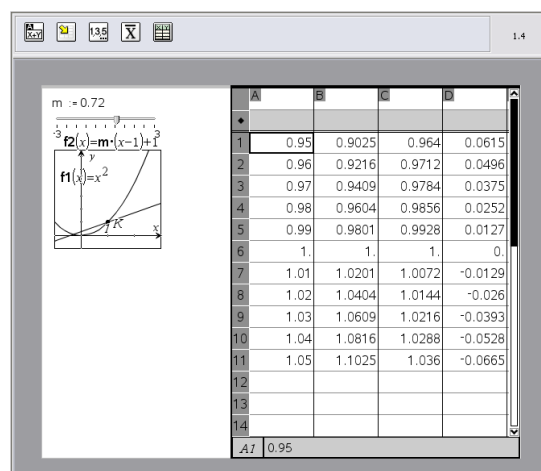 A X+Y 1,3,5 X X Y
1.4
m := 0.72
-3 3
f2(x)=m·(x−1)+1
y
f1(x)=x²
1 K x
A B C D
◆
1 0.95 0.9025 0.964 0.0615
2 0.96 0.9216 0.9712 0.0496
3 0.97 0.9409 0.9784 0.0375
4 0.98 0.9604 0.9856 0.0252
5 0.99 0.9801 0.9928 0.0127
6 1. 1. 1. 0.
7 1.01 1.0201 1.0072 -0.0129
8 1.02 1.0404 1.0144 -0.026
9 1.03 1.0609 1.0216 -0.0393
10 1.04 1.0816 1.0288 -0.0528
11 1.05 1.1025 1.036 -0.0665
12
13
14
A1 0.95